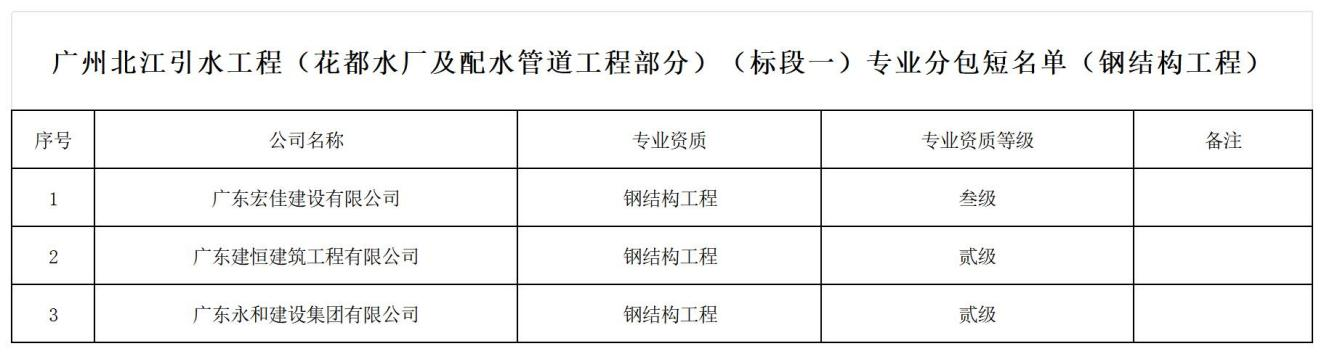 广州北江引水工程（花都水厂及配水管道工程部分）（标段一）专业分包短名单（钢结构工程）
序号 公司名称 专业资质 专业资质等级 备注
1 广东宏佳建设有限公司 钢结构工程 叁级
2 广东建恒建筑工程有限公司 钢结构工程 贰级
3 广东永和建设集团有限公司 钢结构工程 贰级